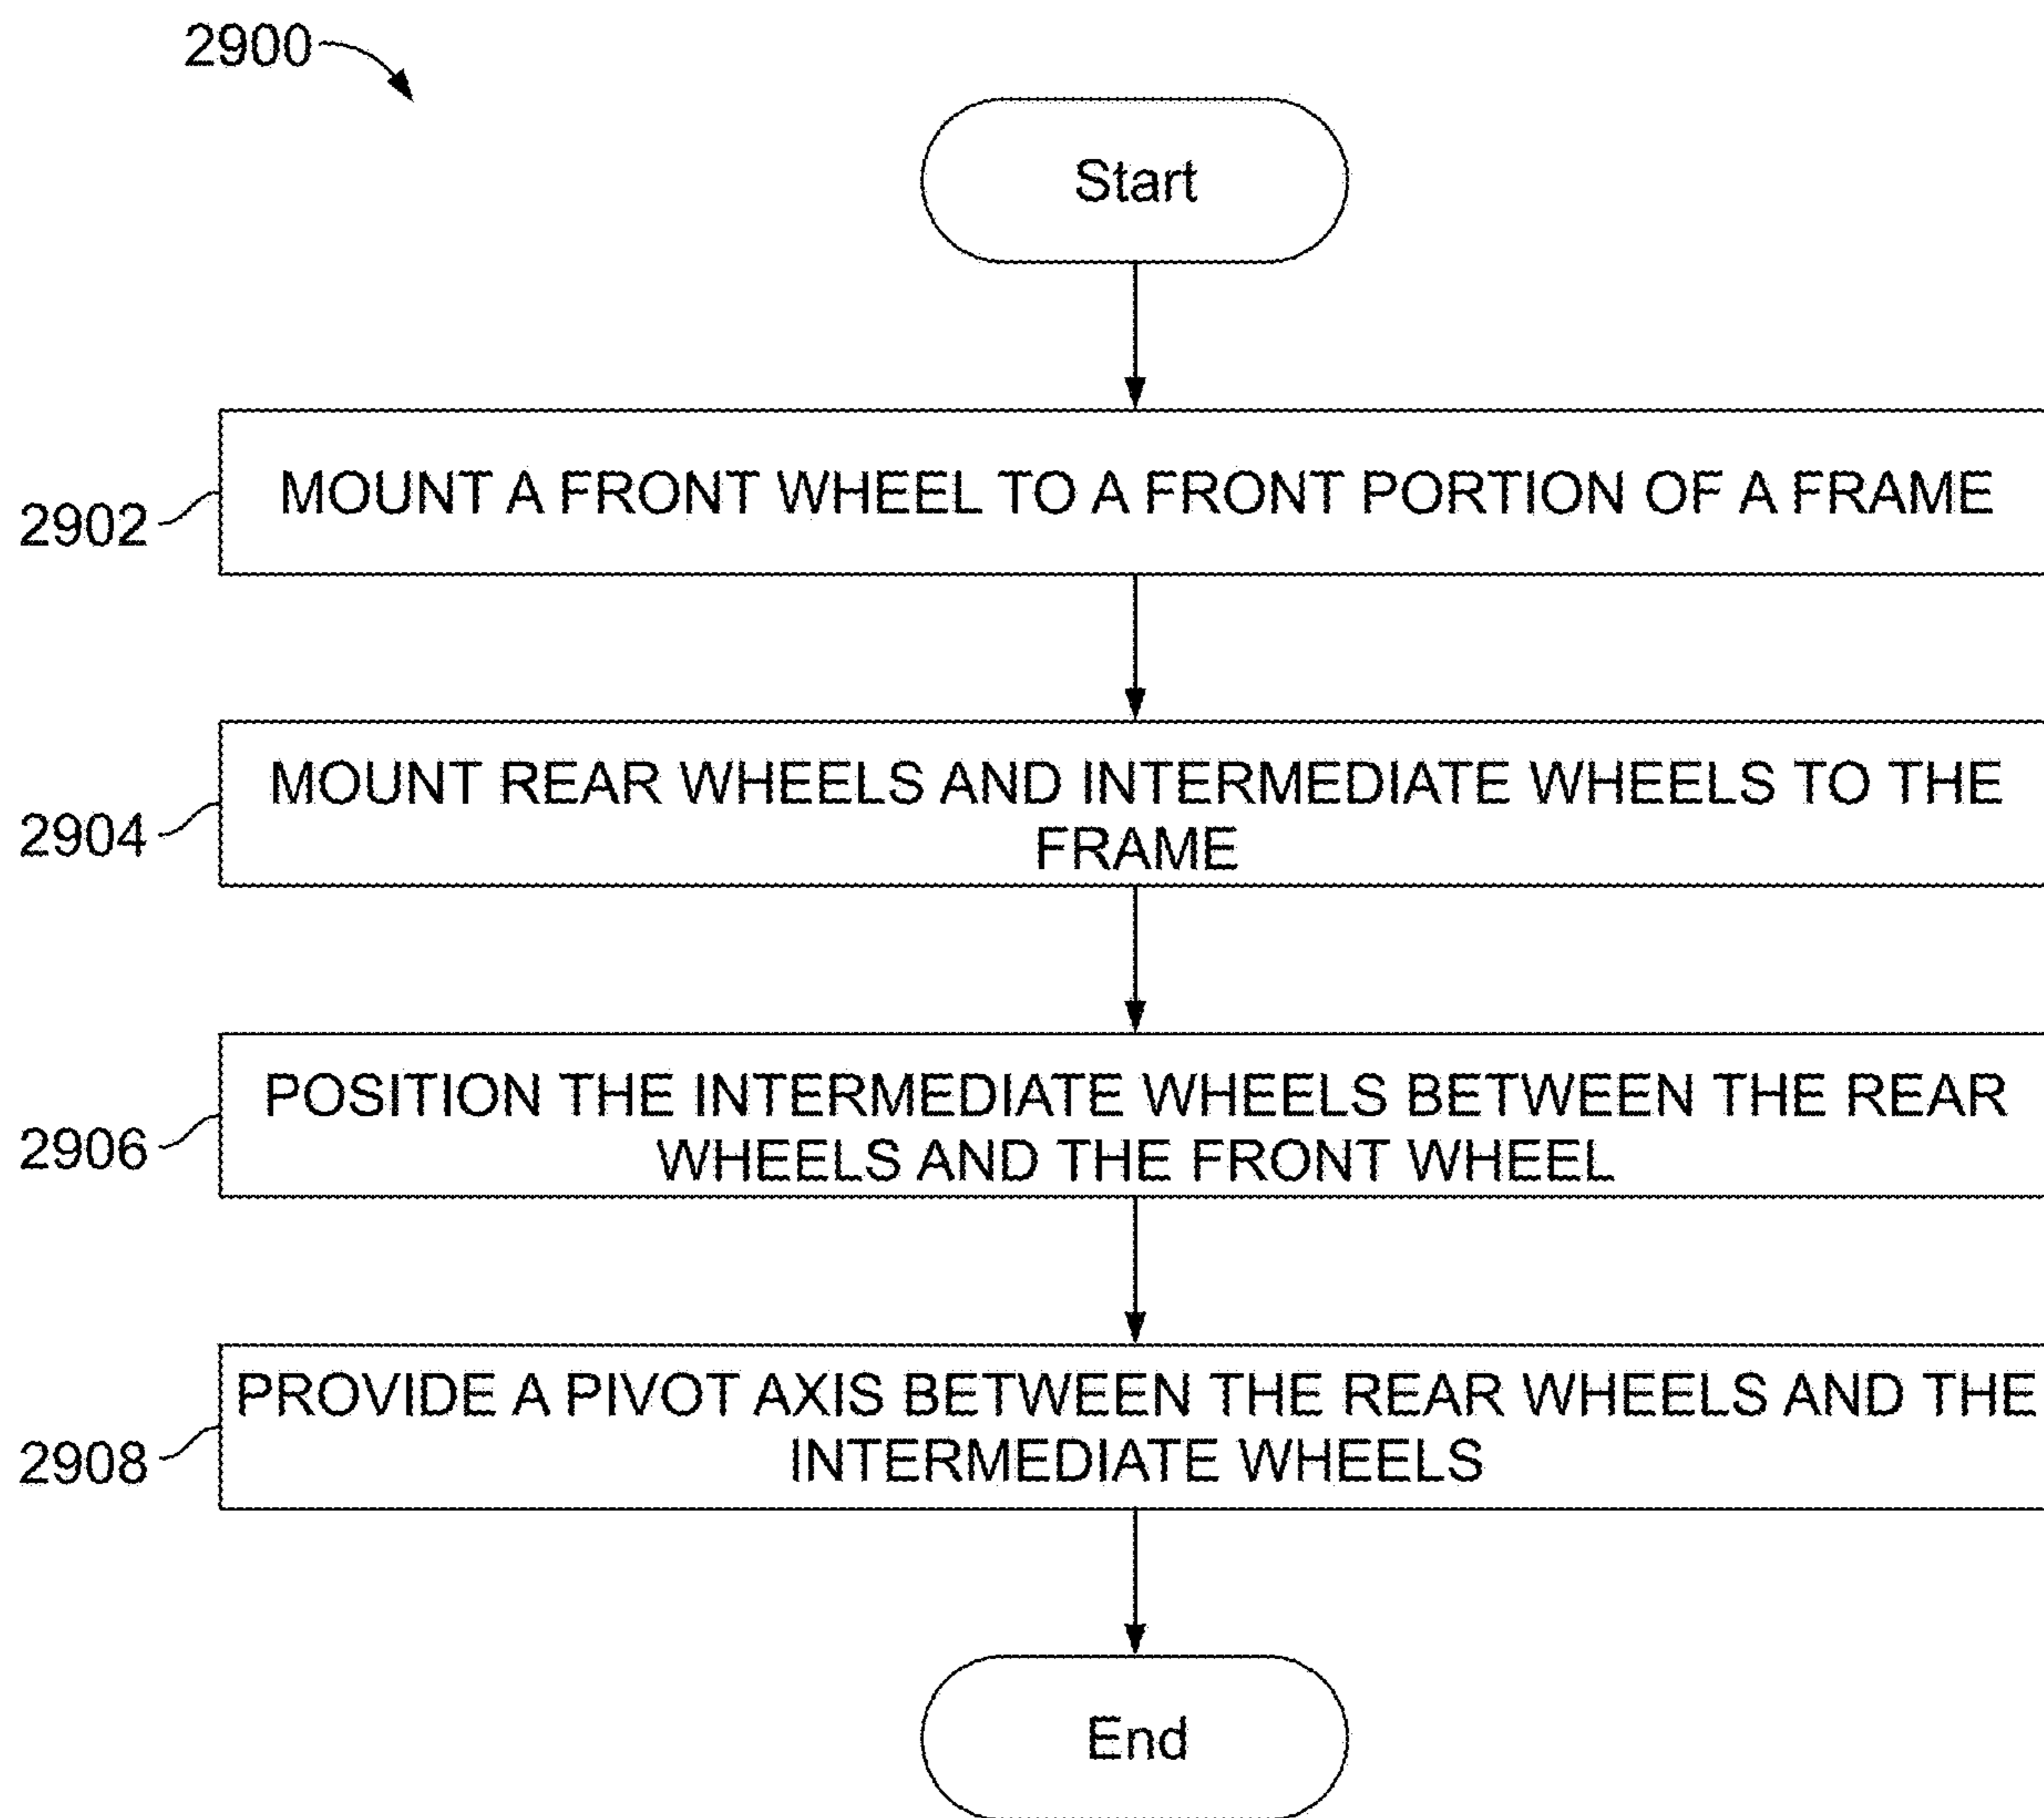 2900
Start
2902
MOUNT A FRONT WHEEL TO A FRONT PORTION OF A FRAME
2904
MOUNT REAR WHEELS AND INTERMEDIATE WHEELS TO THE
FRAME
2906
POSITION THE INTERMEDIATE WHEELS BETWEEN THE REAR
WHEELS AND THE FRONT WHEEL
2908
PROVIDE A PIVOT AXIS BETWEEN THE REAR WHEELS AND THE
INTERMEDIATE WHEELS
End